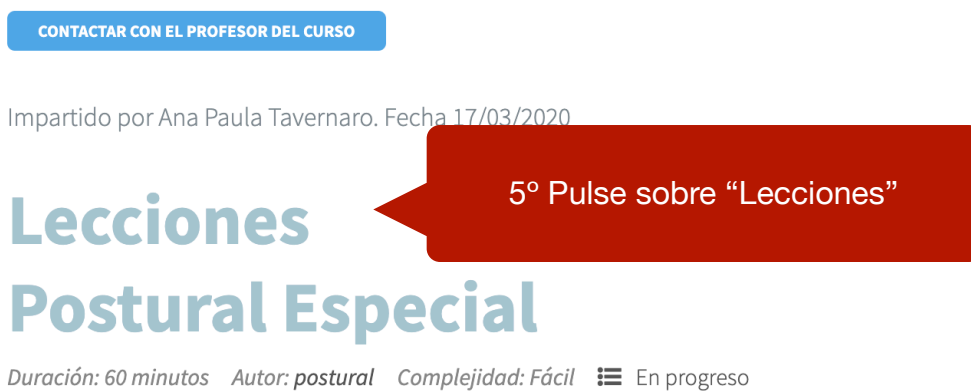 CONTACTAR CON EL PROFESOR DEL CURSO
Impartido por Ana Paula Tavernaro. Fecha 17/03/2020
5º Pulse sobre “Lecciones”
Lecciones
Postural Especial
Duración: 60 minutos Autor: postural Complejidad: Fácil En progreso